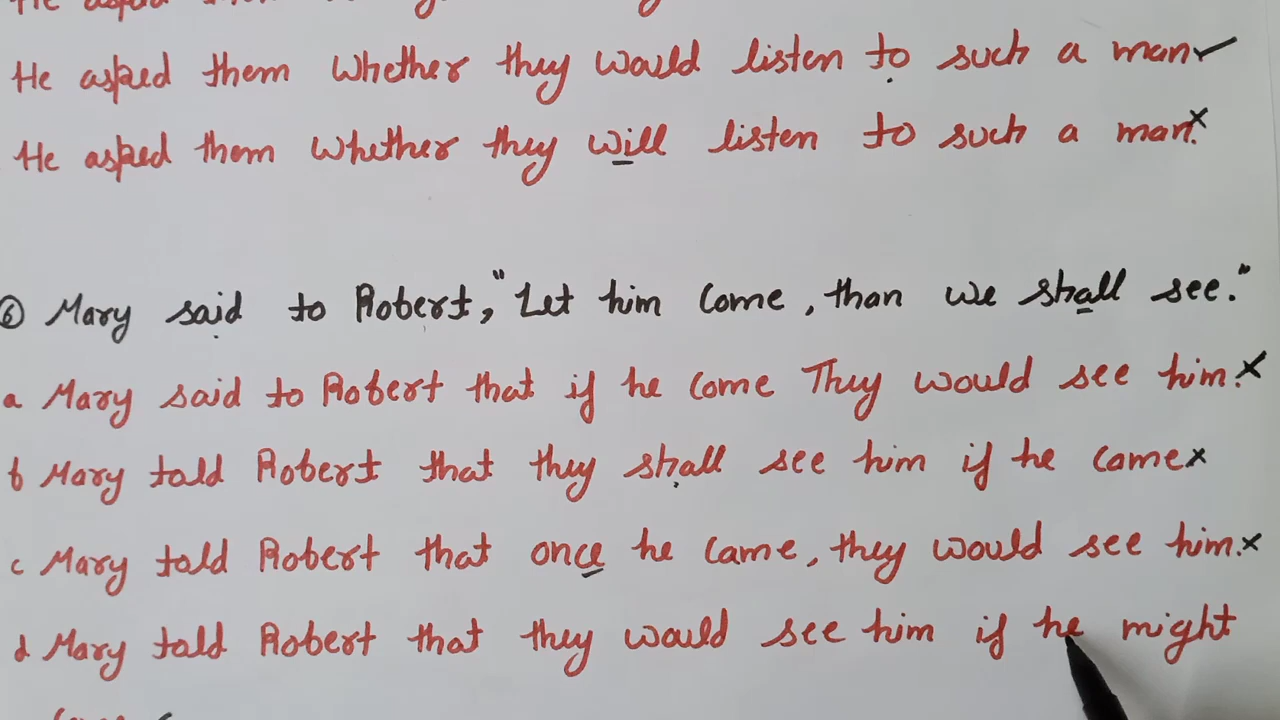 He asked them whether they would listen to such a man ✓
He asked them whether they will listen to such a man. ×
⑥ Mary said to Robert, "Let him come, than we shall see."
a Mary said to Robert that if he come They would see him. ×
b Mary told Robert that they shall see him if he came ×
c Mary told Robert that once he came, they would see him. ×
d Mary told Robert that they would see him if he might